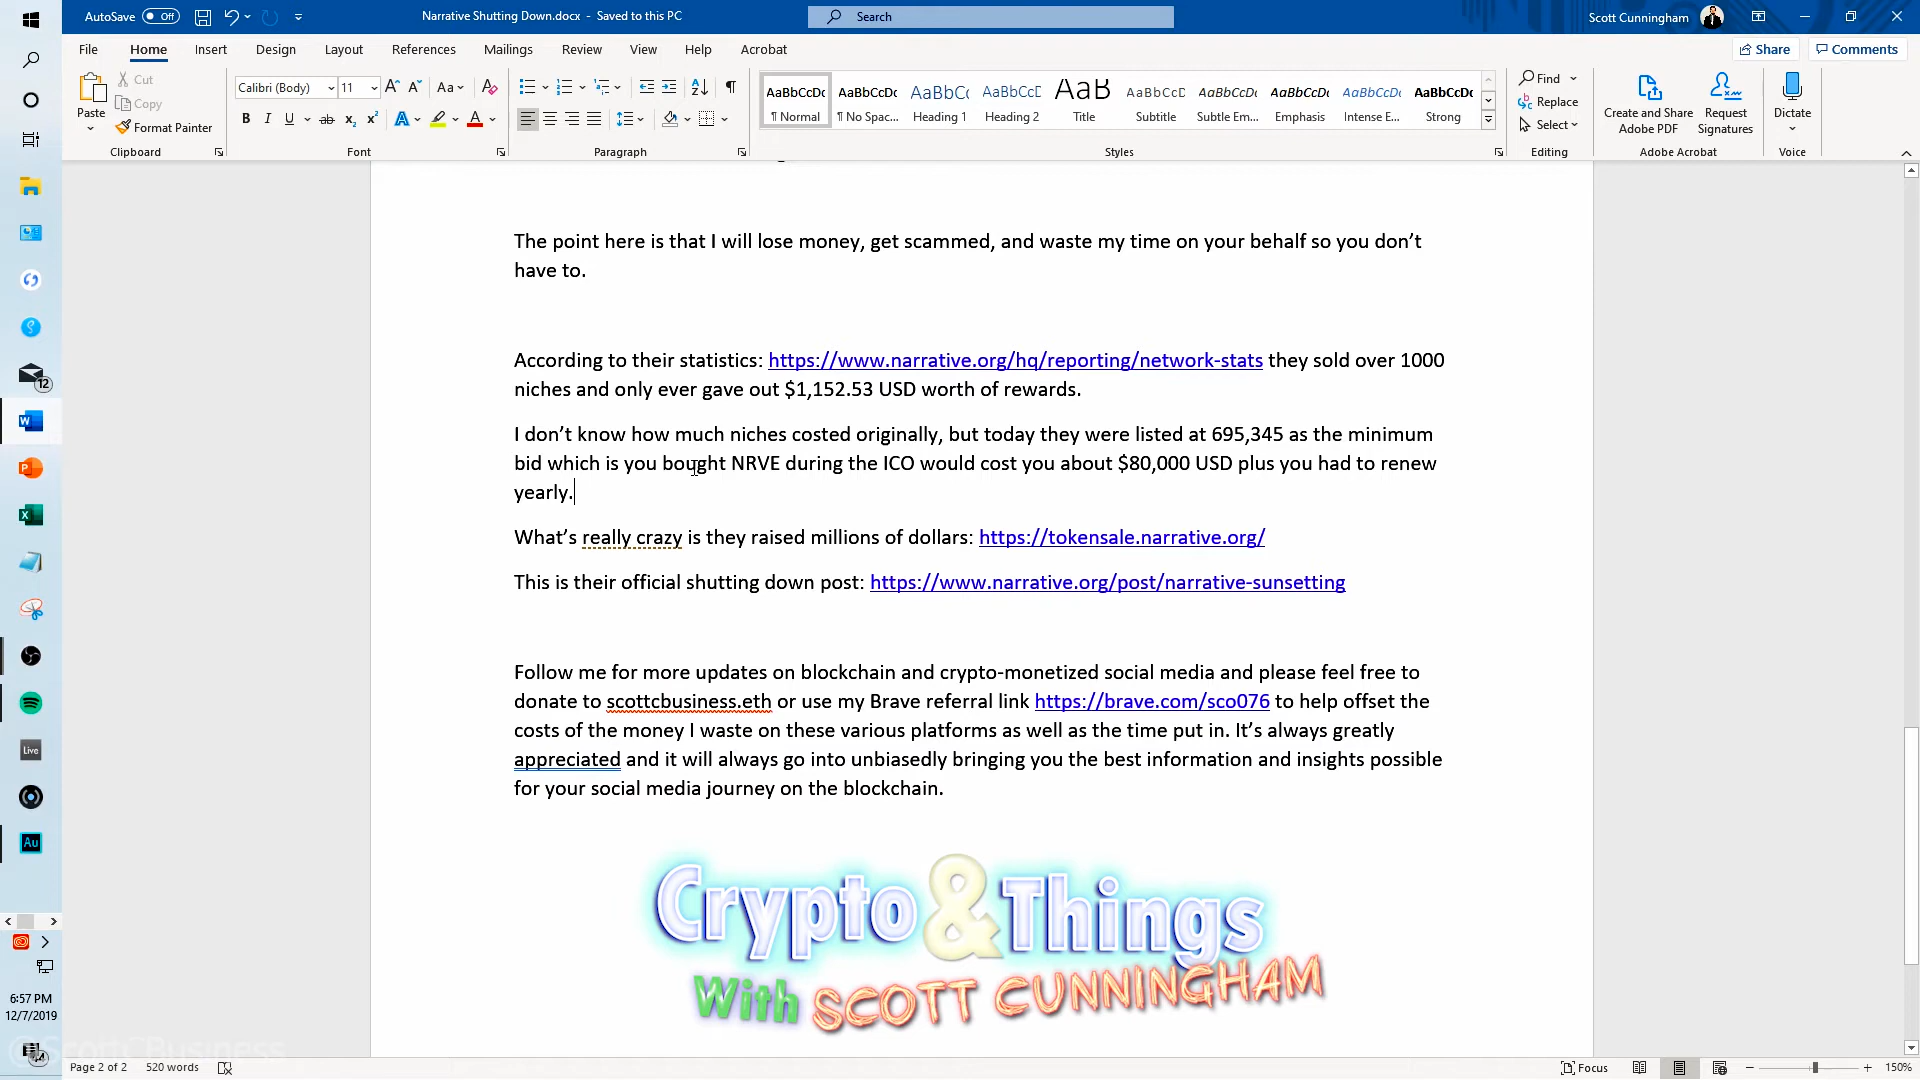 AutoSave Off
Narrative Shutting Down.docx - Saved to this PC
Search
Scott Cunningham
File Home Insert Design Layout References Mailings Review View Help Acrobat
Share Comments
Paste
Cut
Copy
Format Painter
Calibri (Body) 11
AaBbCcDc AaBbCcDc AaBbCc AaBbCcD AaB AaBbCcD AaBbCcDc AaBbCcDc AaBbCcDc AaBbCcDc
¶ Normal ¶ No Spac... Heading 1 Heading 2 Title Subtitle Subtle Em... Emphasis Intense E... Strong
Find
Replace
Select
Create and Share Adobe PDF
Request Signatures
Dictate
Clipboard Font Paragraph Styles Editing Adobe Acrobat Voice
The point here is that I will lose money, get scammed, and waste my time on your behalf so you don’t
have to.
According to their statistics: https://www.narrative.org/hq/reporting/network-stats they sold over 1000
niches and only ever gave out $1,152.53 USD worth of rewards.
I don’t know how much niches costed originally, but today they were listed at 695,345 as the minimum
bid which is you bought NRVE during the ICO would cost you about $80,000 USD plus you had to renew
yearly.
What’s really crazy is they raised millions of dollars: https://tokensale.narrative.org/
This is their official shutting down post: https://www.narrative.org/post/narrative-sunsetting
Follow me for more updates on blockchain and crypto-monetized social media and please feel free to
donate to scottcbusiness.eth or use my Brave referral link https://brave.com/sco076 to help offset the
costs of the money I waste on these various platforms as well as the time put in. It’s always greatly
appreciated and it will always go into unbiasedly bringing you the best information and insights possible
for your social media journey on the blockchain.
Crypto & Things
With SCOTT CUNNINGHAM
12
Live
Au
6:57 PM
12/7/2019
@ScottCBusiness
Page 2 of 2 520 words
Focus
150%